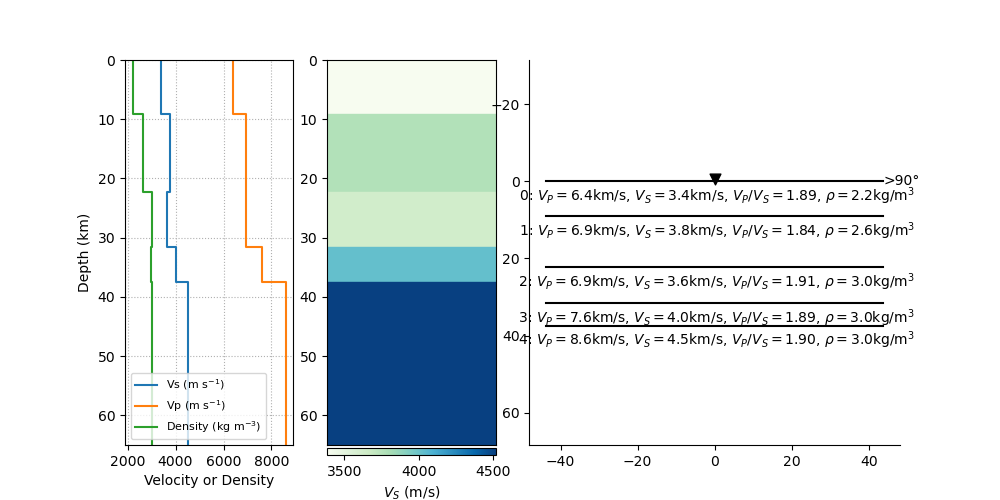 0
10
20
30
40
50
60
Depth (km)
2000 4000 6000 8000
Velocity or Density
Vs (m s⁻¹)
Vp (m s⁻¹)
Density (kg m⁻³)
0
10
20
30
40
50
60
3500 4000 4500
V_S (m/s)
−20
0
20
40
60
−40 −20 0 20 40
>90°
0: V_P = 6.4km/s, V_S = 3.4km/s, V_P/V_S = 1.89, ρ = 2.2kg/m³
1: V_P = 6.9km/s, V_S = 3.8km/s, V_P/V_S = 1.84, ρ = 2.6kg/m³
2: V_P = 6.9km/s, V_S = 3.6km/s, V_P/V_S = 1.91, ρ = 3.0kg/m³
3: V_P = 7.6km/s, V_S = 4.0km/s, V_P/V_S = 1.89, ρ = 3.0kg/m³
4: V_P = 8.6km/s, V_S = 4.5km/s, V_P/V_S = 1.90, ρ = 3.0kg/m³